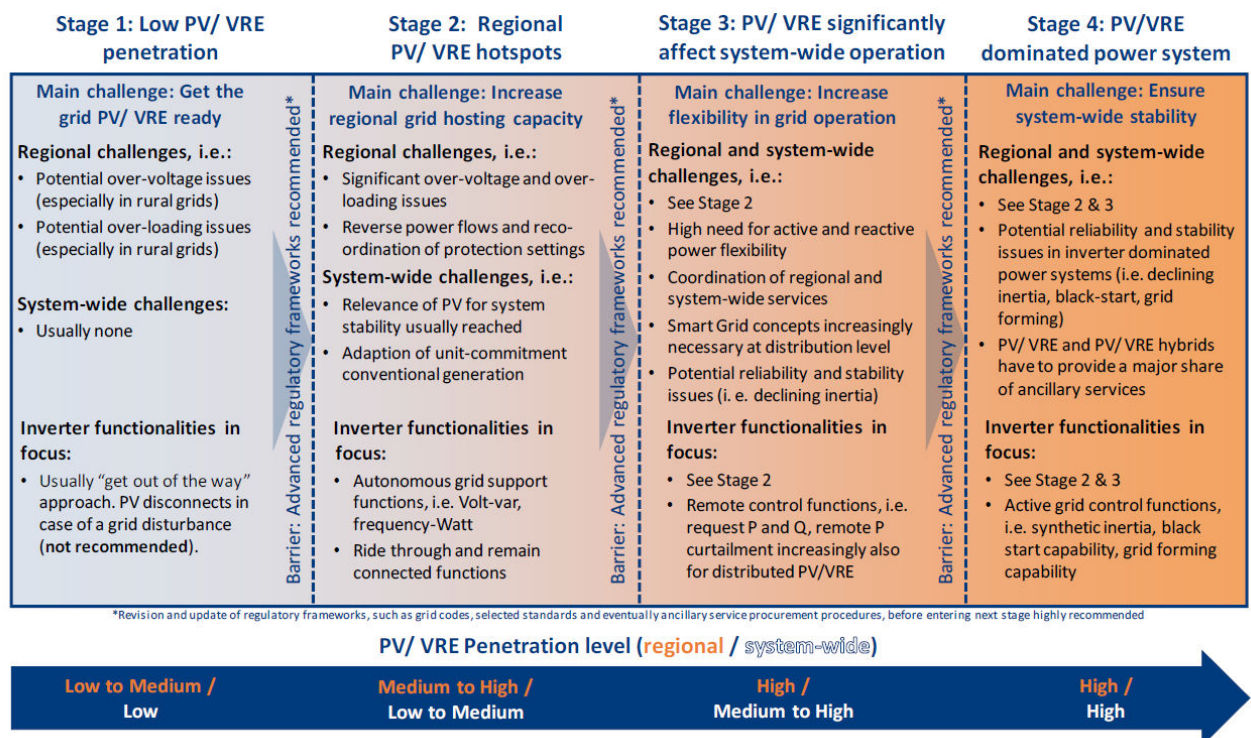 Stage 1: Low PV/ VRE
penetration
Main challenge: Get the
grid PV/ VRE ready
Regional challenges, i.e.:
• Potential over-voltage issues
(especially in rural grids)
• Potential over-loading issues
(especially in rural grids)
System-wide challenges:
• Usually none
Inverter functionalities in
focus:
• Usually “get out of the way”
approach. PV disconnects in
case of a grid disturbance
(not recommended).
Barrier: Advanced regulatory frameworks recommended*
Stage 2: Regional
PV/ VRE hotspots
Main challenge: Increase
regional grid hosting capacity
Regional challenges, i.e.:
• Significant over-voltage and over-
loading issues
• Reverse power flows and reco-
ordination of protection settings
System-wide challenges, i.e.:
• Relevance of PV for system
stability usually reached
• Adaption of unit-commitment
conventional generation
Inverter functionalities in
focus:
• Autonomous grid support
functions, i.e. Volt-var,
frequency-Watt
• Ride through and remain
connected functions
Barrier: Advanced regulatory frameworks recommended*
Stage 3: PV/ VRE significantly
affect system-wide operation
Main challenge: Increase
flexibility in grid operation
Regional and system-wide
challenges, i.e.:
• See Stage 2
• High need for active and reactive
power flexibility
• Coordination of regional and
system-wide services
• Smart Grid concepts increasingly
necessary at distribution level
• Potential reliability and stability
issues (i. e. declining inertia)
Inverter functionalities in
focus:
• See Stage 2
• Remote control functions, i.e.
request P and Q, remote P
curtailment increasingly also
for distributed PV/VRE
Barrier: Advanced regulatory frameworks recommended*
Stage 4: PV/VRE
dominated power system
Main challenge: Ensure
system-wide stability
Regional and system-wide
challenges, i.e.:
• See Stage 2 & 3
• Potential reliability and stability
issues in inverter dominated
power systems (i.e. declining
inertia, black-start, grid
forming)
• PV/ VRE and PV/ VRE hybrids
have to provide a major share
of ancillary services
Inverter functionalities in
focus:
• See Stage 2 & 3
• Active grid control functions,
i.e. synthetic inertia, black
start capability, grid forming
capability
*Revision and update of regulatory frameworks, such as grid codes, selected standards and eventually ancillary service procurement procedures, before entering next stage highly recommended
PV/ VRE Penetration level (regional / system-wide)
Low to Medium /
Low
Medium to High /
Low to Medium
High /
Medium to High
High /
High